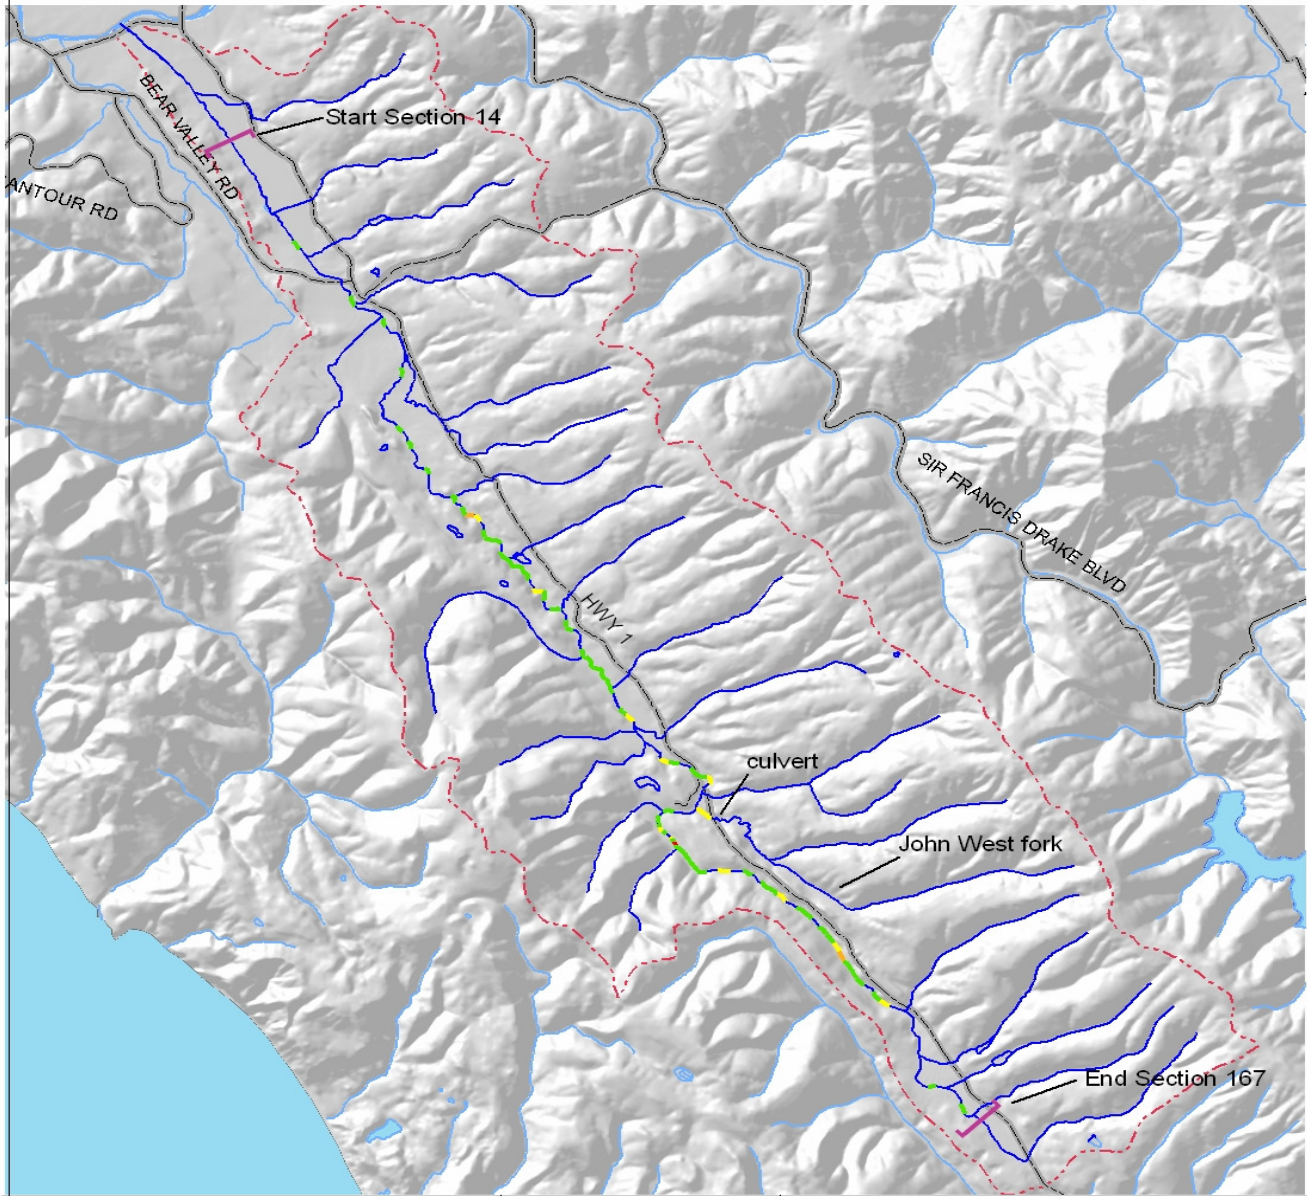 Start Section 14
BEAR VALLEY RD
ANTOUR RD
SIR FRANCIS DRAKE BLVD
HWY 1
culvert
John West fork
End Section 167